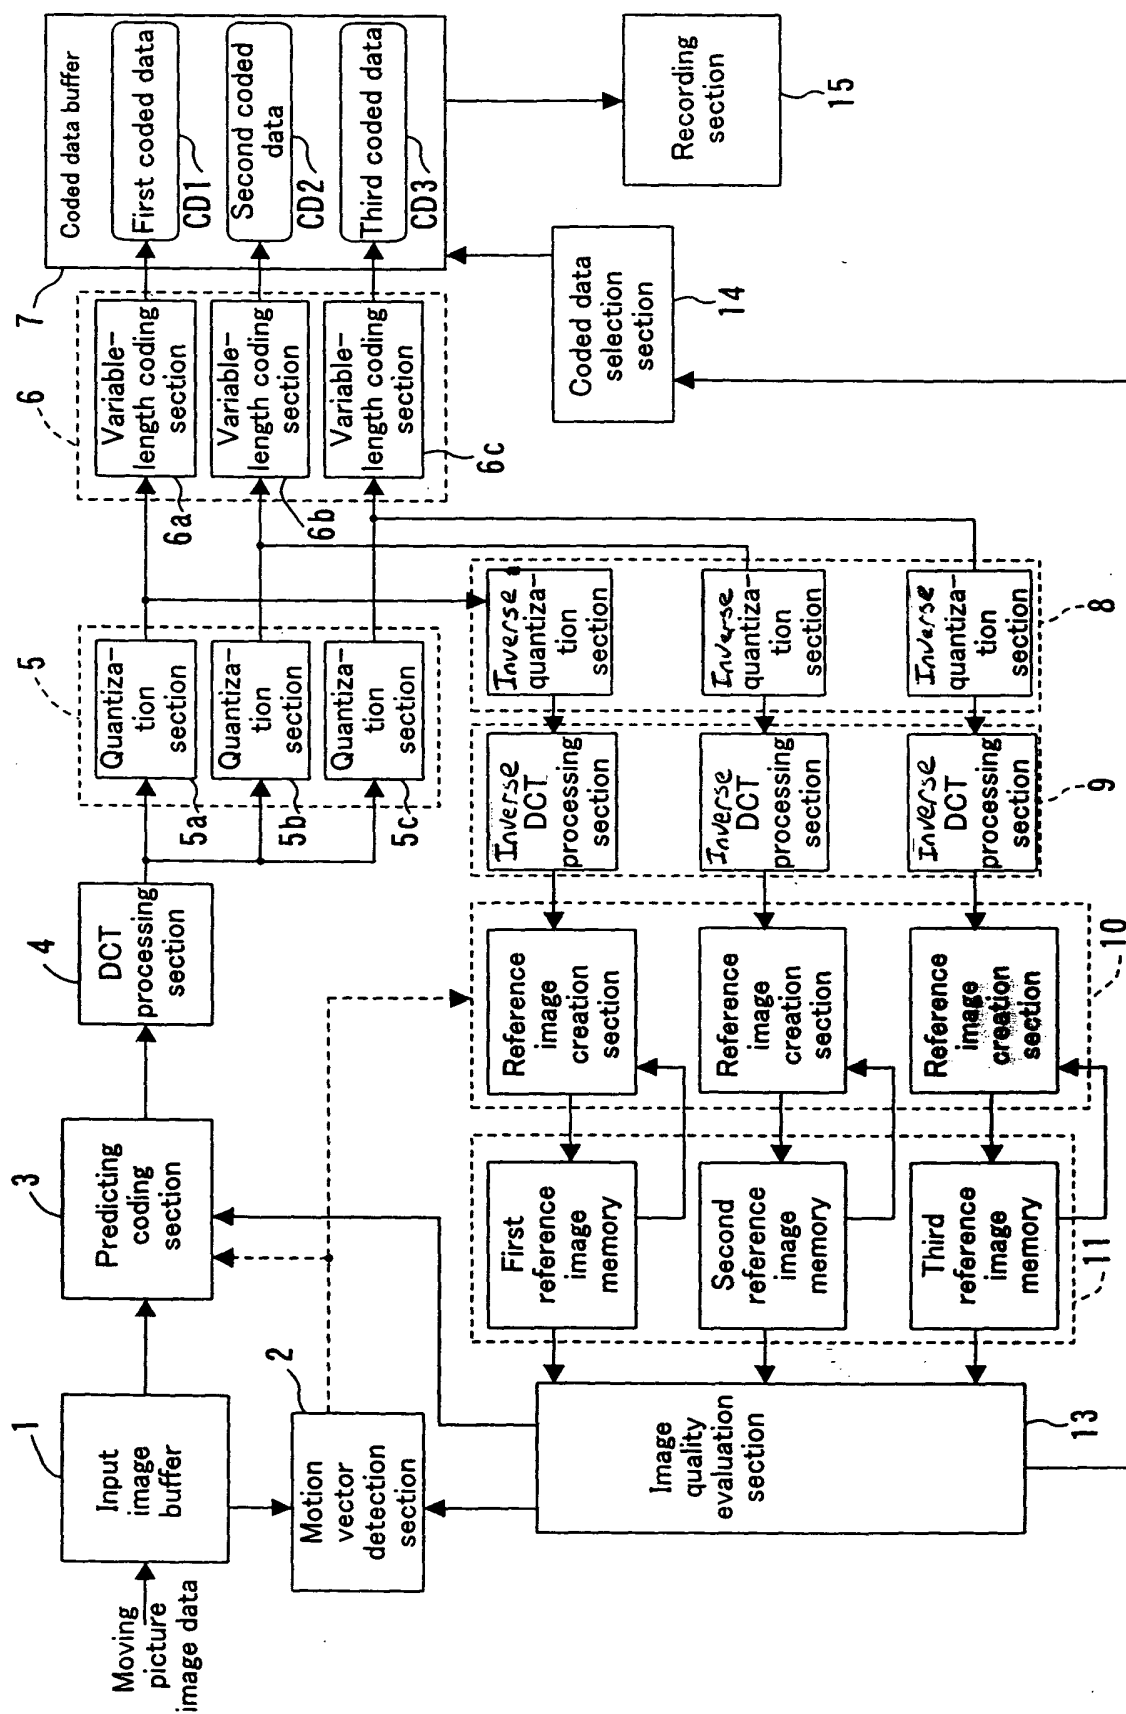 Moving
picture
image data
1
Input
image
buffer
2
Motion
vector
detection
section
3
Predicting
coding
section
4
DCT
processing
section
5
Quantiza-
tion
section
5a
Quantiza-
tion
section
5b
Quantiza-
tion
section
5c
6
Variable-
length coding
section
6a
Variable-
length coding
section
6b
Variable-
length coding
section
6c
7
Coded data buffer
First coded data
CD1
Second coded
data
CD2
Third coded data
CD3
Image
quality
evaluation
section
13
First
reference
image
memory
Second
reference
image
memory
Third
reference
image
memory
11
Reference
image
creation
section
Reference
image
creation
section
Reference
image
creation
section
10
Inverse
DCT
processing
section
Inverse
DCT
processing
section
Inverse
DCT
processing
section
9
Inverse
quantiza-
tion
section
Inverse
quantiza-
tion
section
Inverse
quantiza-
tion
section
8
Coded data
selection
section
14
Recording
section
15